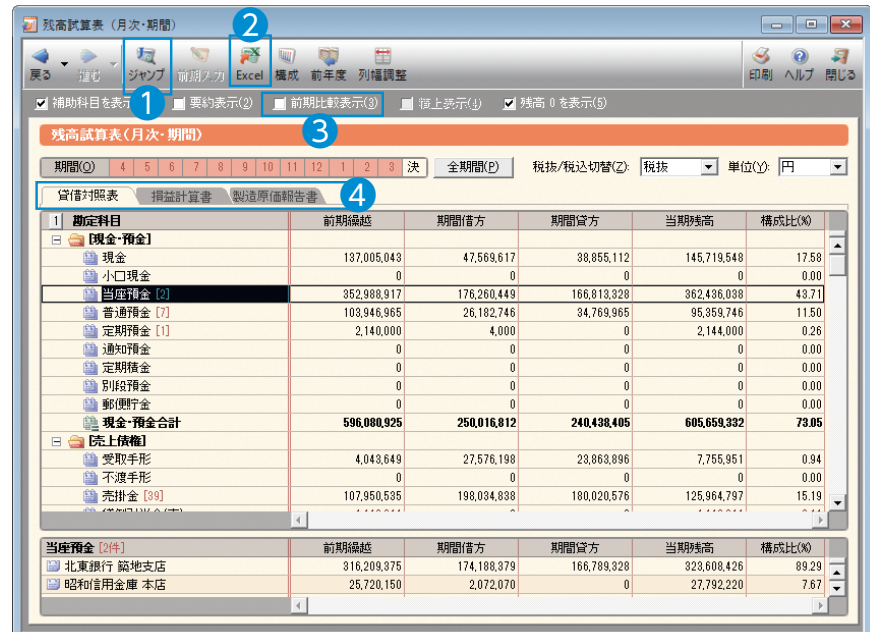 残高試算表（月次・期間）
2
戻る 進む ジャンプ 前期入力 Excel 構成 前年度 列幅調整 印刷 ヘルプ 閉じる
1
補助科目を表示 要約表示(2) 前期比較表示(3) 残高 0 を表示(5)
3
残高試算表(月次・期間)
期間(O) 4 5 6 7 8 9 10 11 12 1 2 3 決 全期間(P) 税抜/税込切替(Z): 税抜 単位(Y): 円
貸借対照表 損益計算書 製造原価報告書 4
1 勘定科目 前期繰越 期間借方 期間貸方 当期残高 構成比(%)
[現金・預金]
現金 137,005,043 47,569,617 38,855,112 145,719,548 17.58
小口現金 0 0 0 0 0.00
当座預金 [2] 352,988,917 176,260,449 166,813,328 362,436,038 43.71
普通預金 [7] 103,946,965 26,182,746 34,769,965 95,359,746 11.50
定期預金 [1] 2,140,000 4,000 0 2,144,000 0.26
通知預金 0 0 0 0 0.00
定期積金 0 0 0 0 0.00
別段預金 0 0 0 0 0.00
郵便貯金 0 0 0 0 0.00
現金・預金合計 596,080,925 250,016,812 240,438,405 605,659,332 73.05
[売上債権]
受取手形 4,043,649 27,576,198 23,863,896 7,755,951 0.94
不渡手形 0 0 0 0 0.00
売掛金 [39] 107,950,535 198,034,838 180,020,576 125,964,797 15.19
当座預金 [2件] 前期繰越 期間借方 期間貸方 当期残高 構成比(%)
北東銀行 築地支店 316,209,375 174,188,379 166,789,328 323,608,426 89.29
昭和信用金庫 本店 25,720,150 2,072,070 0 27,792,220 7.67